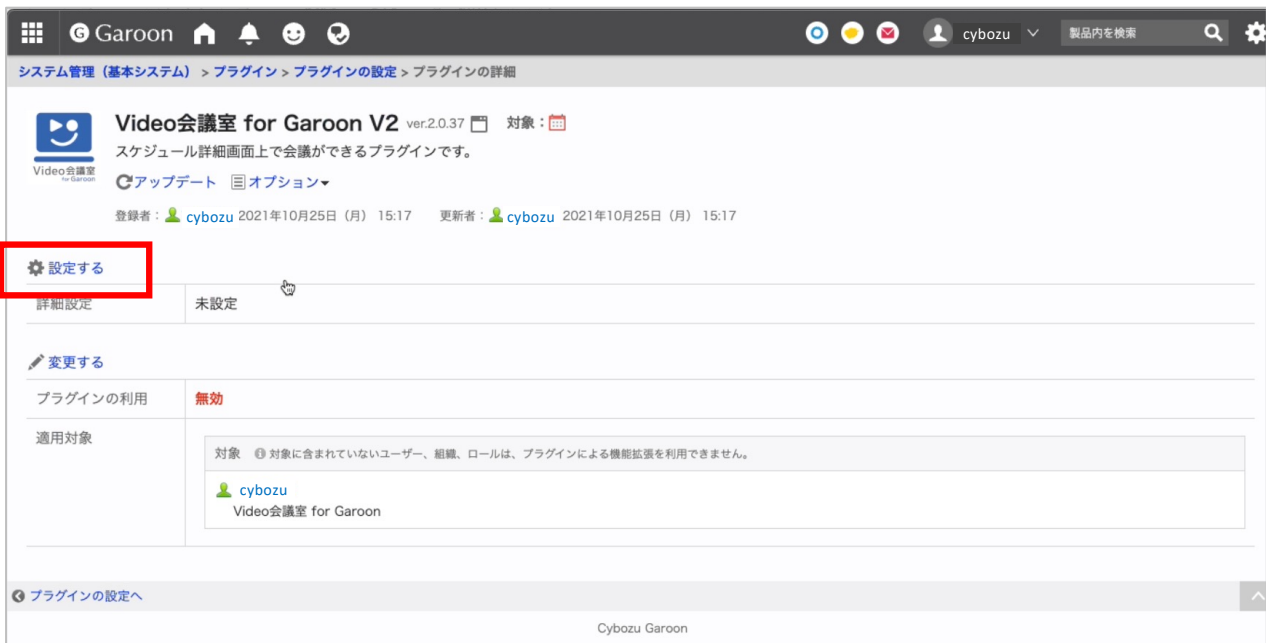 G Garoon cybozu 製品内を検索
システム管理（基本システム） > プラグイン > プラグインの設定 > プラグインの詳細
Video会議室 for Garoon V2 ver.2.0.37 対象：
スケジュール詳細画面上で会議ができるプラグインです。
Video会議室
for Garoon
アップデート オプション
登録者： cybozu 2021年10月25日（月） 15:17 更新者： cybozu 2021年10月25日（月） 15:17
設定する
詳細設定 未設定
変更する
プラグインの利用 無効
適用対象
対象 対象に含まれていないユーザー、組織、ロールは、プラグインによる機能拡張を利用できません。
cybozu
Video会議室 for Garoon
プラグインの設定へ
Cybozu Garoon